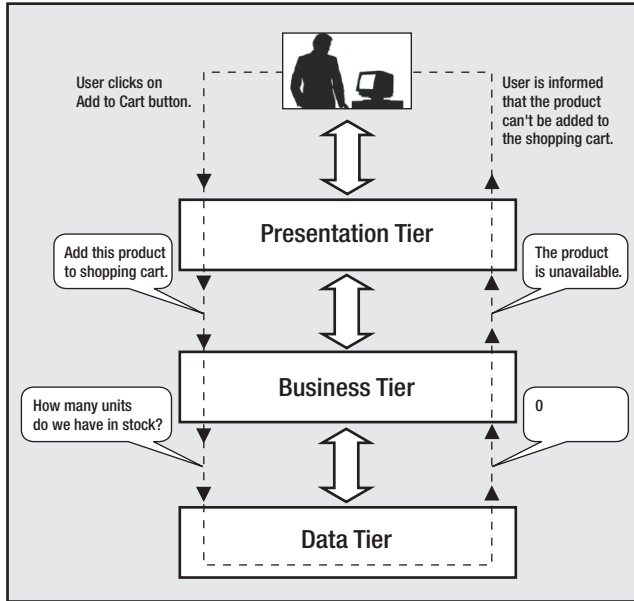 User clicks on
Add to Cart button.
User is informed
that the product
can't be added to
the shopping cart.
Presentation Tier
Add this product
to shopping cart.
The product
is unavailable.
Business Tier
How many units
do we have in stock?
0
Data Tier